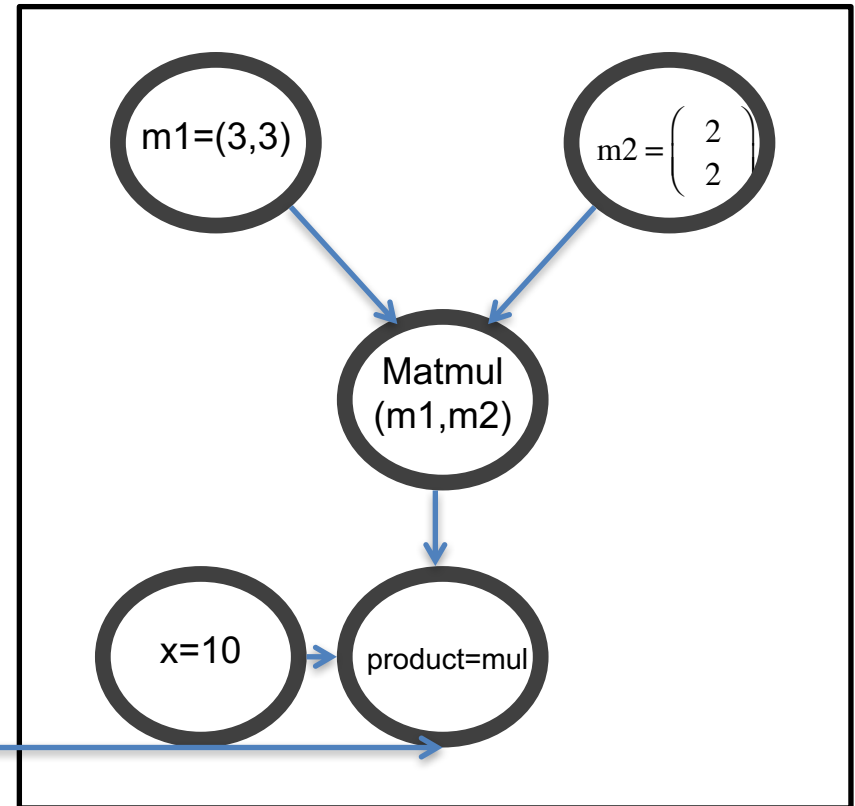 m1=(3,3)
m2 = ( 2
2 )
Matmul
(m1,m2)
x=10
product=mul